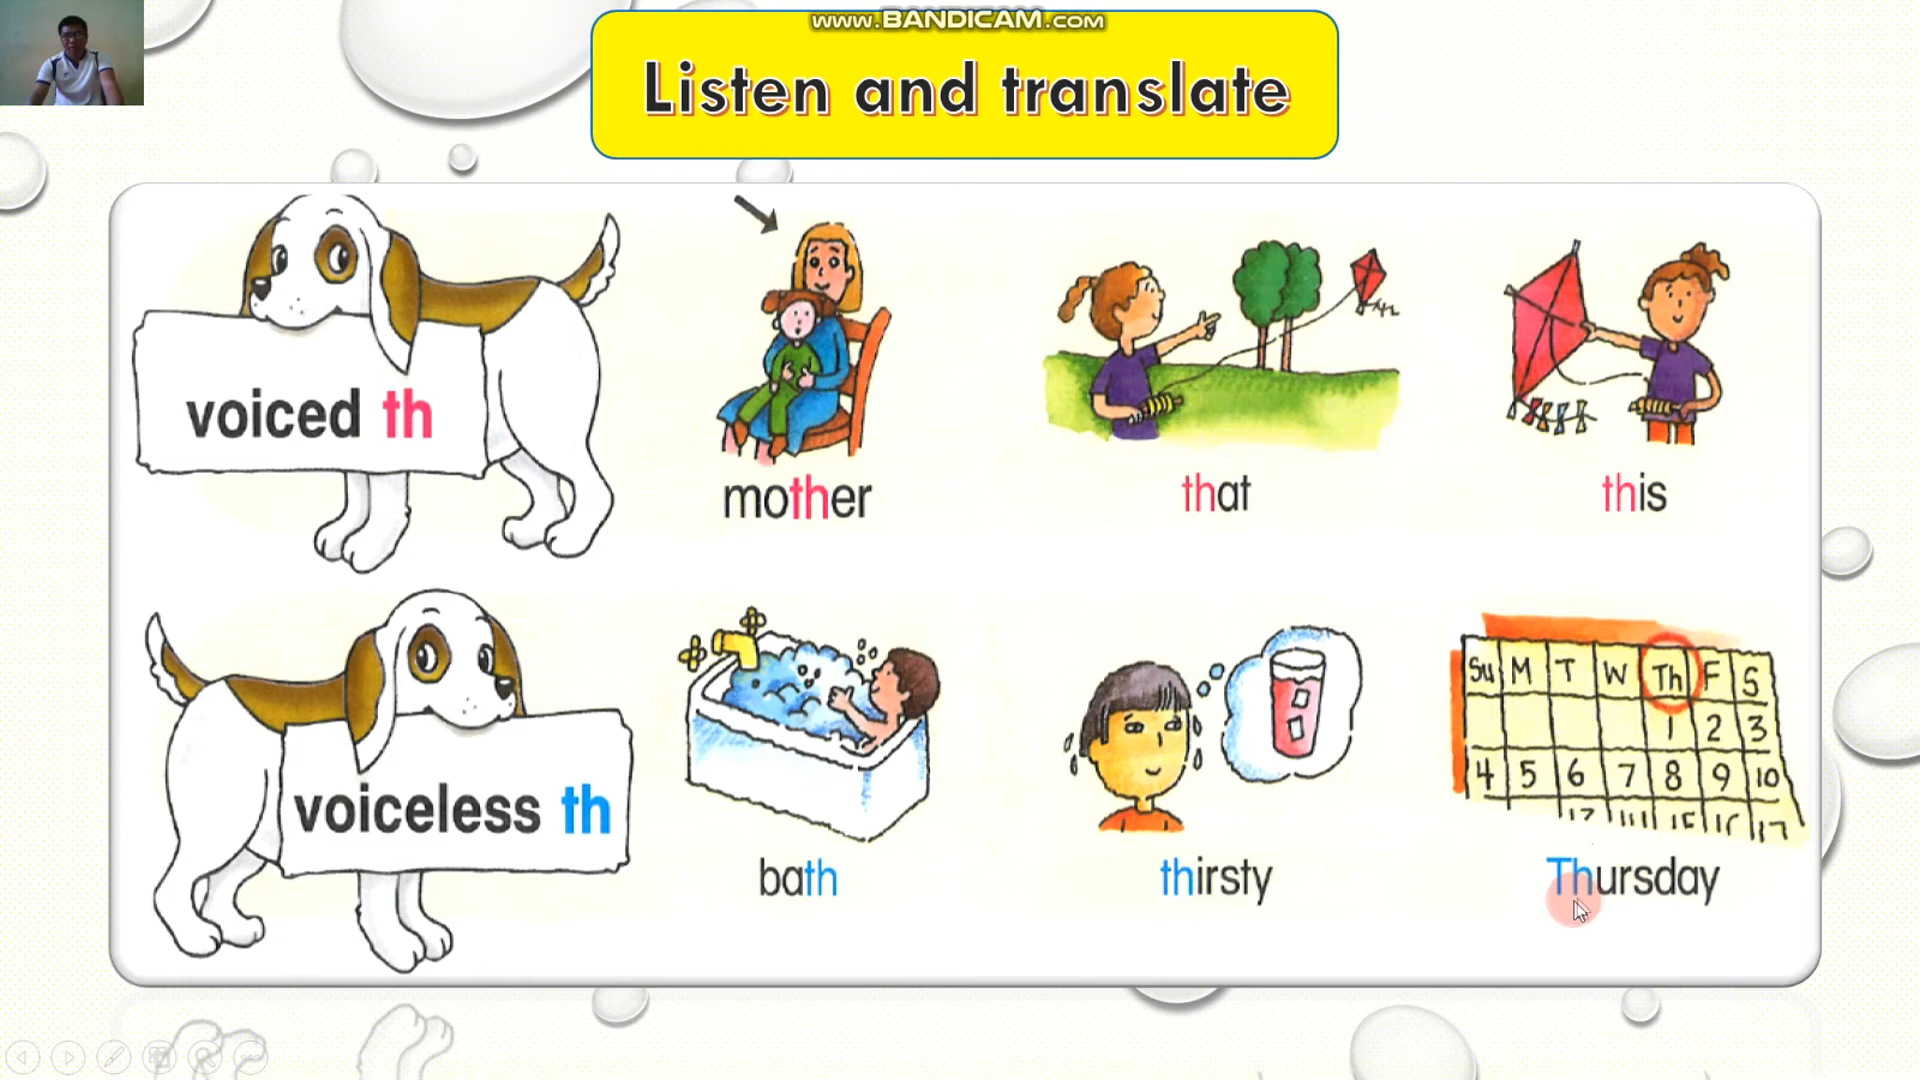 www.BANDICAM.com
Listen and translate
voiced th
mother
that
this
voiceless th
bath
thirsty
Thursday
Su M T W Th F S
1 2 3
4 5 6 7 8 9 10
17